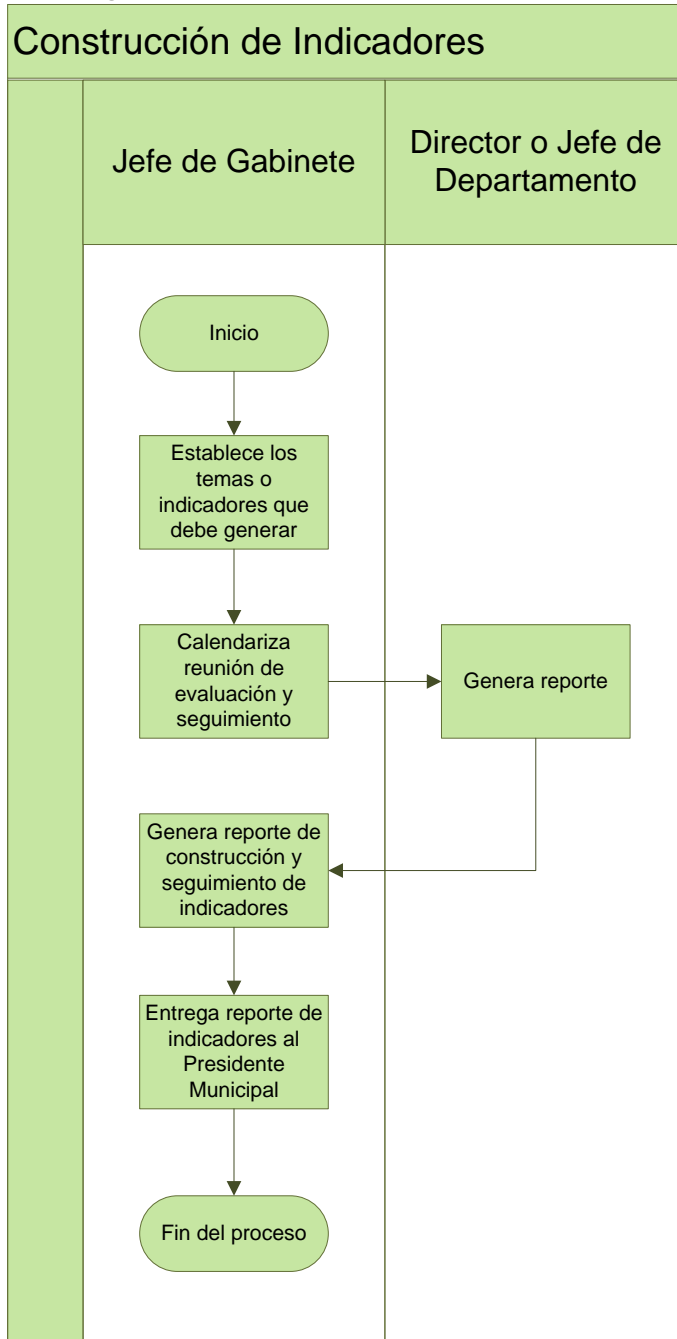 Construcción de Indicadores
Jefe de Gabinete
Director o Jefe de
Departamento
Inicio
Establece los
temas o
indicadores que
debe generar
Calendariza
reunión de
evaluación y
seguimiento
Genera reporte
Genera reporte de
construcción y
seguimiento de
indicadores
Entrega reporte de
indicadores al
Presidente
Municipal
Fin del proceso